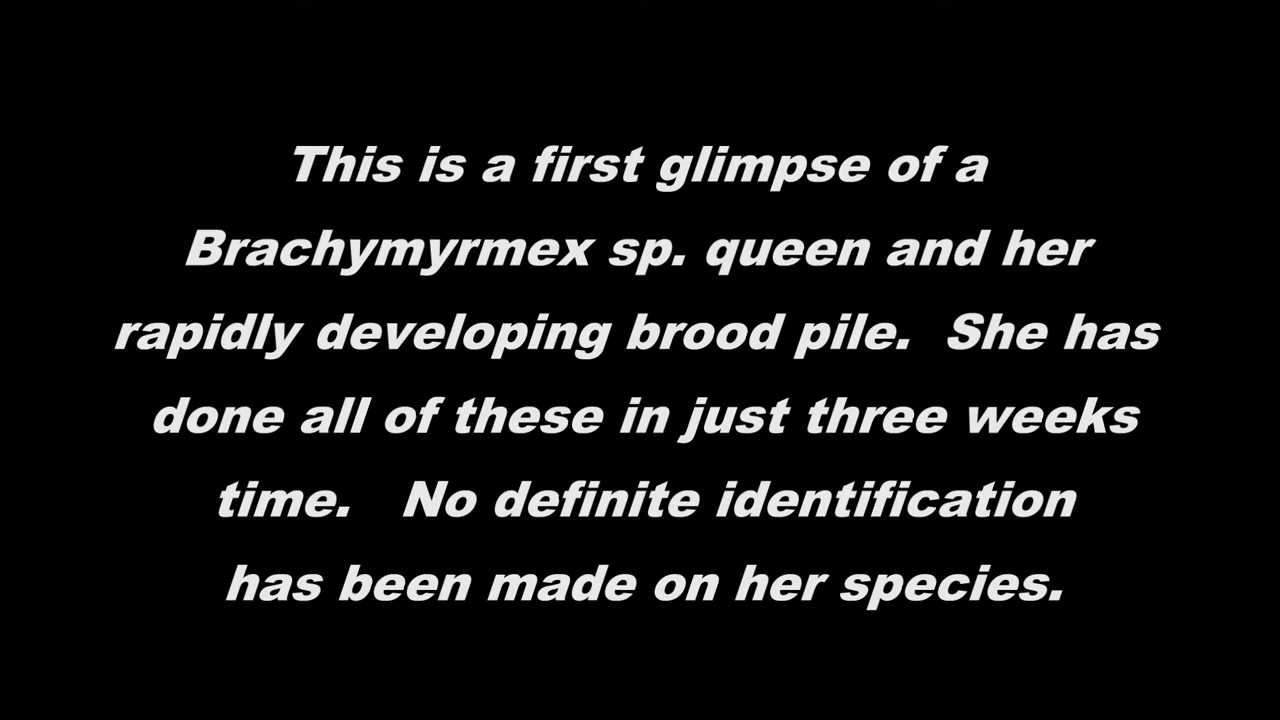 This is a first glimpse of a
Brachymyrmex sp. queen and her
rapidly developing brood pile.  She has
done all of these in just three weeks
time.   No definite identification
has been made on her species.